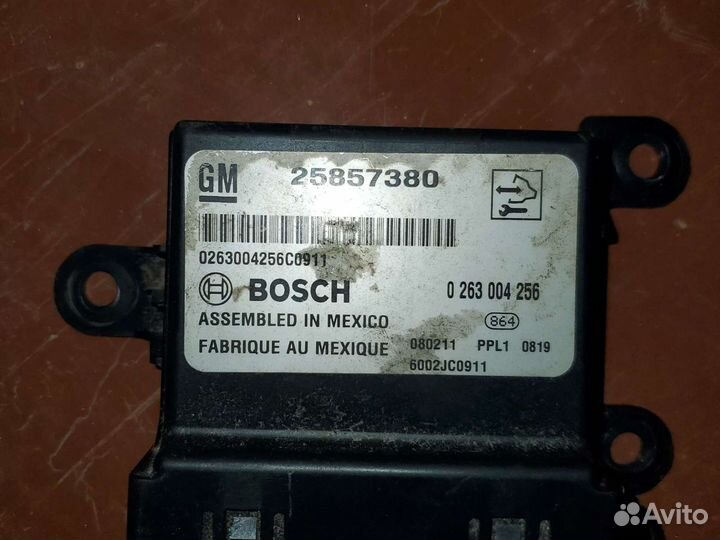 GM 25857380
0263004256C0911
BOSCH 0 263 004 256
ASSEMBLED IN MEXICO 864
FABRIQUE AU MEXIQUE 080211 PPL1 0819
6002JC0911
Avito